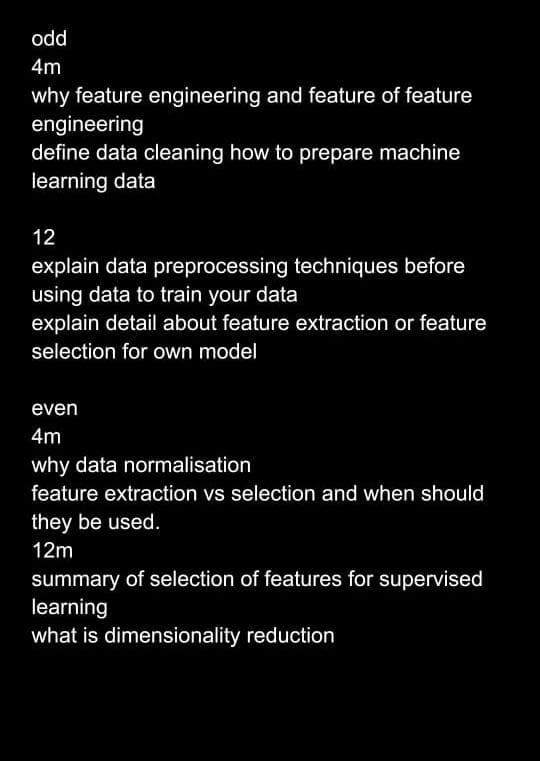 odd
4m
why feature engineering and feature of feature
engineering
define data cleaning how to prepare machine
learning data
12
explain data preprocessing techniques before
using data to train your data
explain detail about feature extraction or feature
selection for own model
even
4m
why data normalisation
feature extraction vs selection and when should
they be used.
12m
summary of selection of features for supervised
learning
what is dimensionality reduction